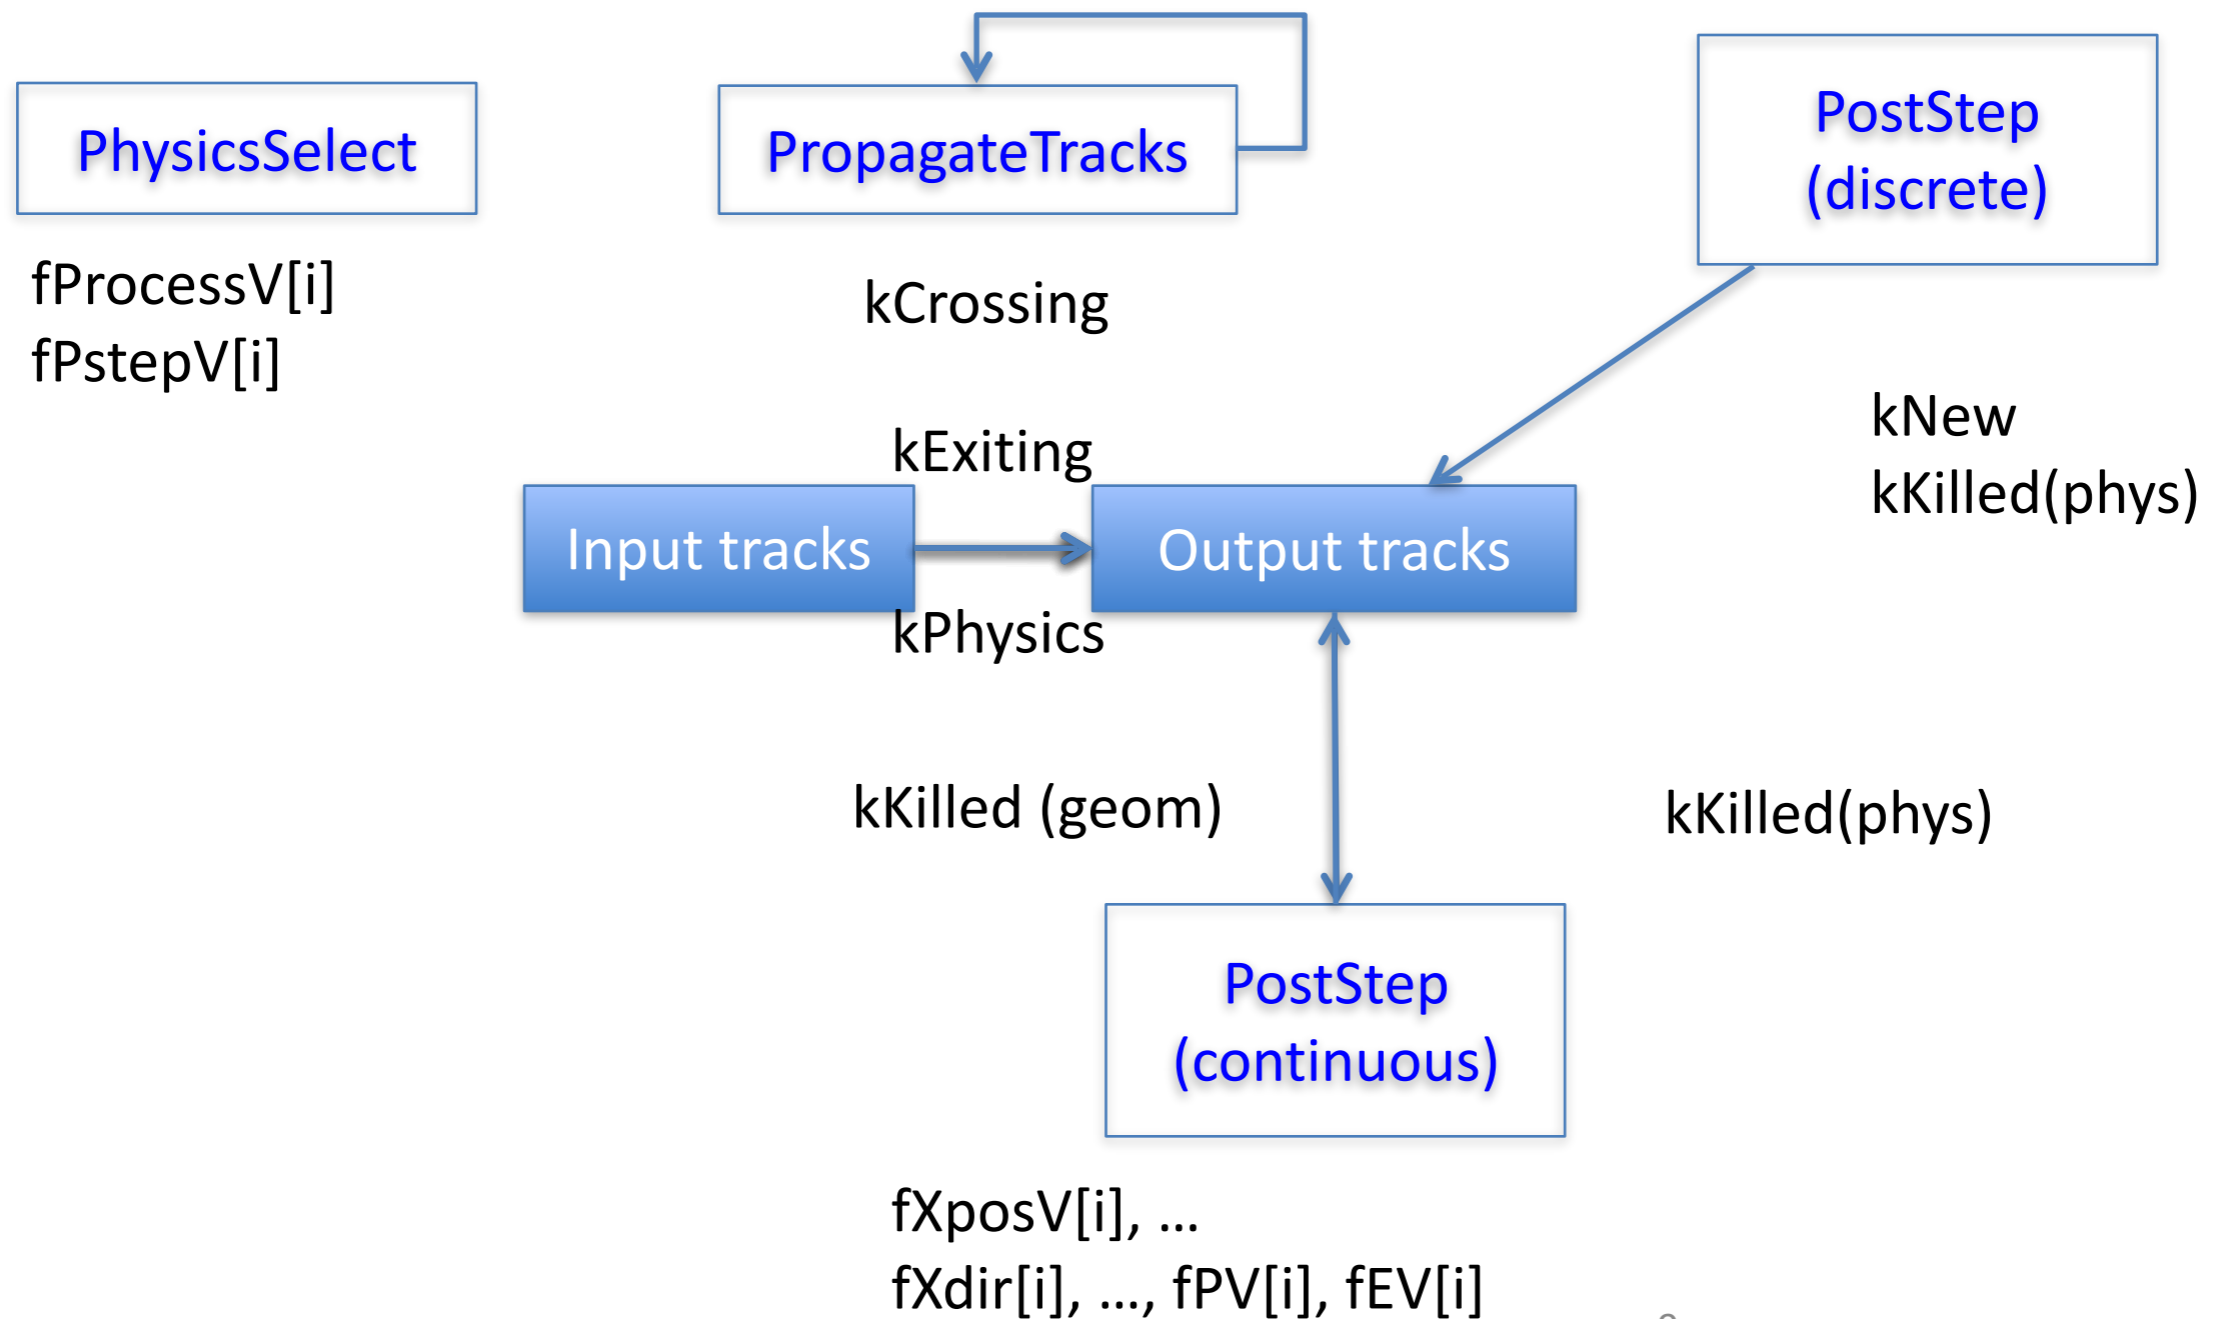 PhysicsSelect
fProcessV[i]
fPstepV[i]
PropagateTracks
kCrossing
kExiting
PostStep
(discrete)
kNew
kKilled(phys)
Input tracks
Output tracks
kPhysics
kKilled (geom)
kKilled(phys)
PostStep
(continuous)
fXposV[i], …
fXdir[i], …, fPV[i], fEV[i]